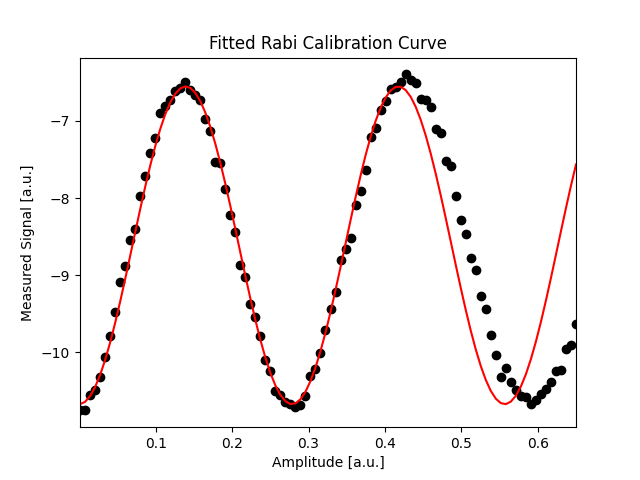 Fitted Rabi Calibration Curve
Measured Signal [a.u.]
−7
−8
−9
−10
0.1 0.2 0.3 0.4 0.5 0.6
Amplitude [a.u.]